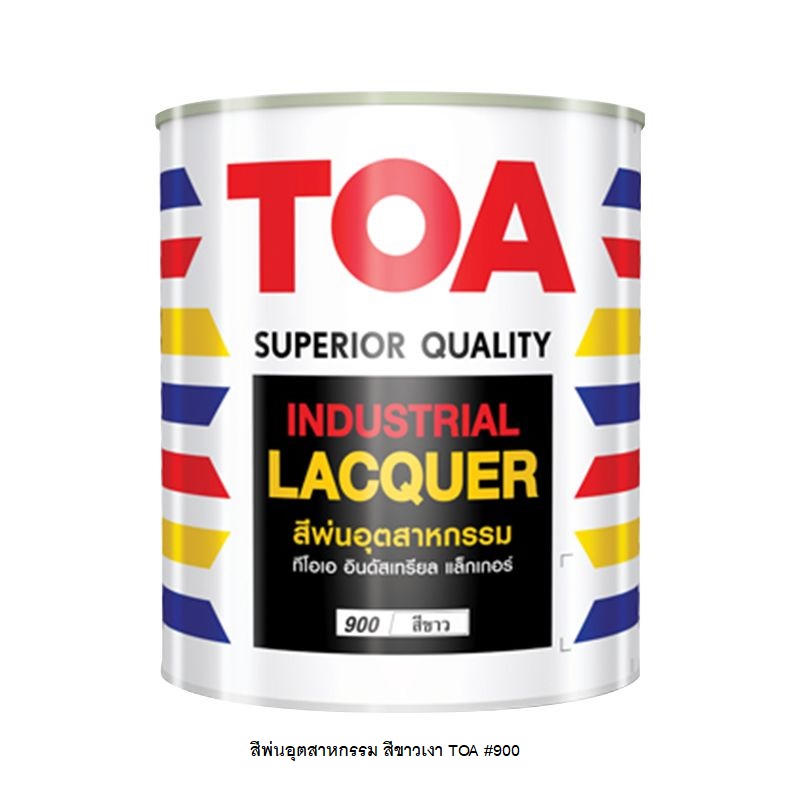 TOA
SUPERIOR QUALITY
INDUSTRIAL
LACQUER
สีพ่นอุตสาหกรรม
ทีโอเอ อินดัสเทรียล แล็กเกอร์
900 / สีขาว
สีพ่นอุตสาหกรรม สีขาวเงา TOA #900